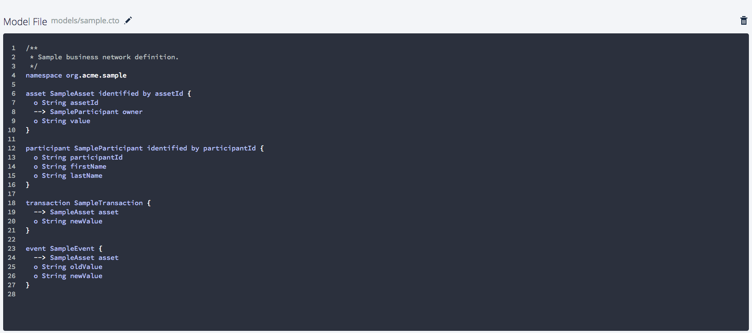 Model File models/sample.cto
1 /**
2 * Sample business network definition.
3 */
4 namespace org.acme.sample
5
6 asset SampleAsset identified by assetId {
7 o String assetId
8 --> SampleParticipant owner
9 o String value
10 }
11
12 participant SampleParticipant identified by participantId {
13 o String participantId
14 o String firstName
15 o String lastName
16 }
17
18 transaction SampleTransaction {
19 --> SampleAsset asset
20 o String newValue
21 }
22
23 event SampleEvent {
24 --> SampleAsset asset
25 o String oldValue
26 o String newValue
27 }
28